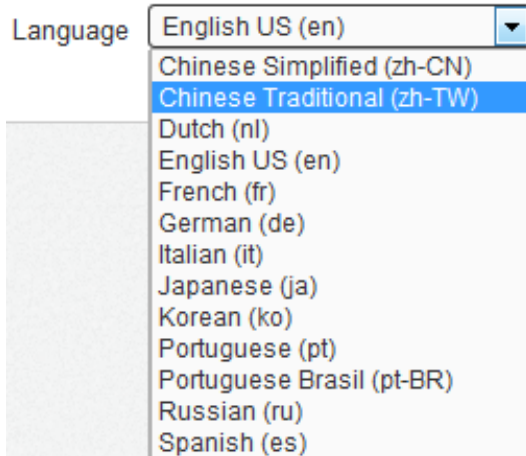 Language English US (en)
Chinese Simplified (zh-CN)
Chinese Traditional (zh-TW)
Dutch (nl)
English US (en)
French (fr)
German (de)
Italian (it)
Japanese (ja)
Korean (ko)
Portuguese (pt)
Portuguese Brasil (pt-BR)
Russian (ru)
Spanish (es)